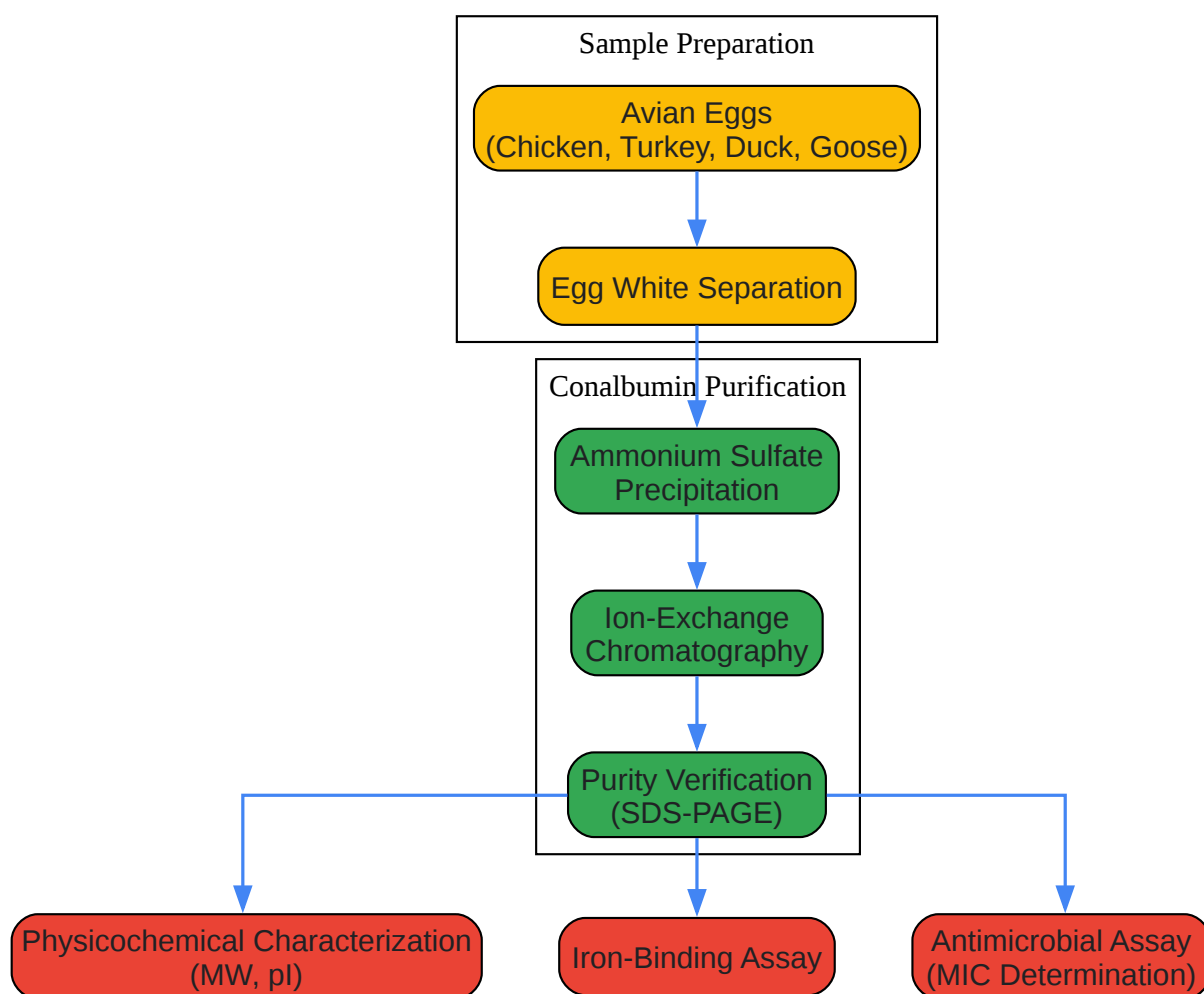 Sample Preparation
Avian Eggs
(Chicken, Turkey, Duck, Goose)
Egg White Separation
Conalbumin Purification
Ammonium Sulfate
Precipitation
Ion-Exchange
Chromatography
Purity Verification
(SDS-PAGE)
Physicochemical Characterization
(MW, pI)
Iron-Binding Assay
Antimicrobial Assay
(MIC Determination)